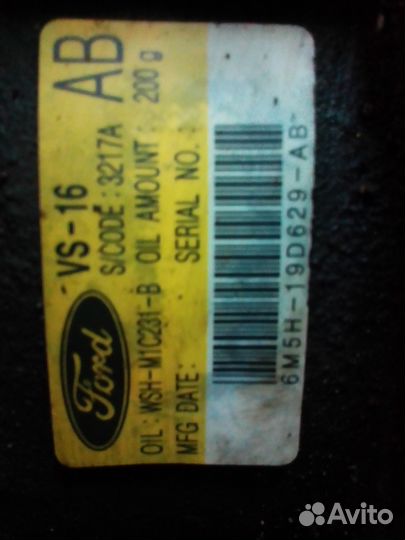 Ford
VS-16 AB
S/CODE : 3217A
OIL : WSH-M1C231-B OIL AMOUNT : 200 g
MFG DATE: SERIAL NO.:
6M5H-19D629-AB
Avito